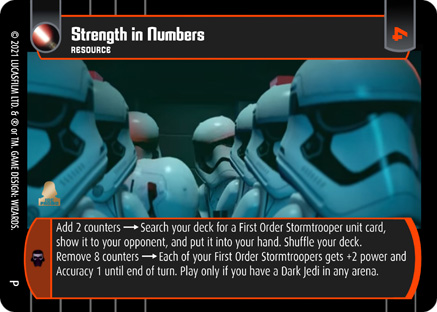 Strength in Numbers
RESOURCE
4
Add 2 counters → Search your deck for a First Order Stormtrooper unit card,
show it to your opponent, and put it into your hand. Shuffle your deck.
Remove 8 counters → Each of your First Order Stormtroopers gets +2 power and
Accuracy 1 until end of turn. Play only if you have a Dark Jedi in any arena.
© 2021 LUCASFILM LTD. & ® or TM. GAME DESIGN: WIZARDS.
P